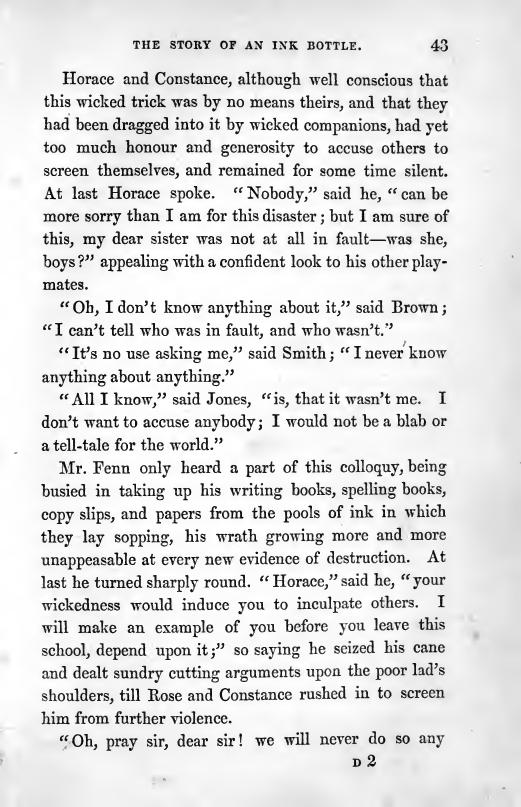 THE STORY OF AN INK BOTTLE. 43
Horace and Constance, although well conscious that
this wicked trick was by no means theirs, and that they
had been dragged into it by wicked companions, had yet
too much honour and generosity to accuse others to
screen themselves, and remained for some time silent.
At last Horace spoke. “Nobody,” said he, “can be
more sorry than I am for this disaster; but I am sure of
this, my dear sister was not at all in fault—was she,
boys?” appealing with a confident look to his other play-
mates.
“Oh, I don’t know anything about it,” said Brown;
“I can’t tell who was in fault, and who wasn’t.”
“It’s no use asking me,” said Smith; “I never know
anything about anything.”
“All I know,” said Jones, “is, that it wasn’t me. I
don’t want to accuse anybody; I would not be a blab or
a tell-tale for the world.”
Mr. Fenn only heard a part of this colloquy, being
busied in taking up his writing books, spelling books,
copy slips, and papers from the pools of ink in which
they lay sopping, his wrath growing more and more
unappeasable at every new evidence of destruction. At
last he turned sharply round. “Horace,” said he, “your
wickedness would induce you to inculpate others. I
will make an example of you before you leave this
school, depend upon it;” so saying he seized his cane
and dealt sundry cutting arguments upon the poor lad’s
shoulders, till Rose and Constance rushed in to screen
him from further violence.
“Oh, pray sir, dear sir! we will never do so any
D 2